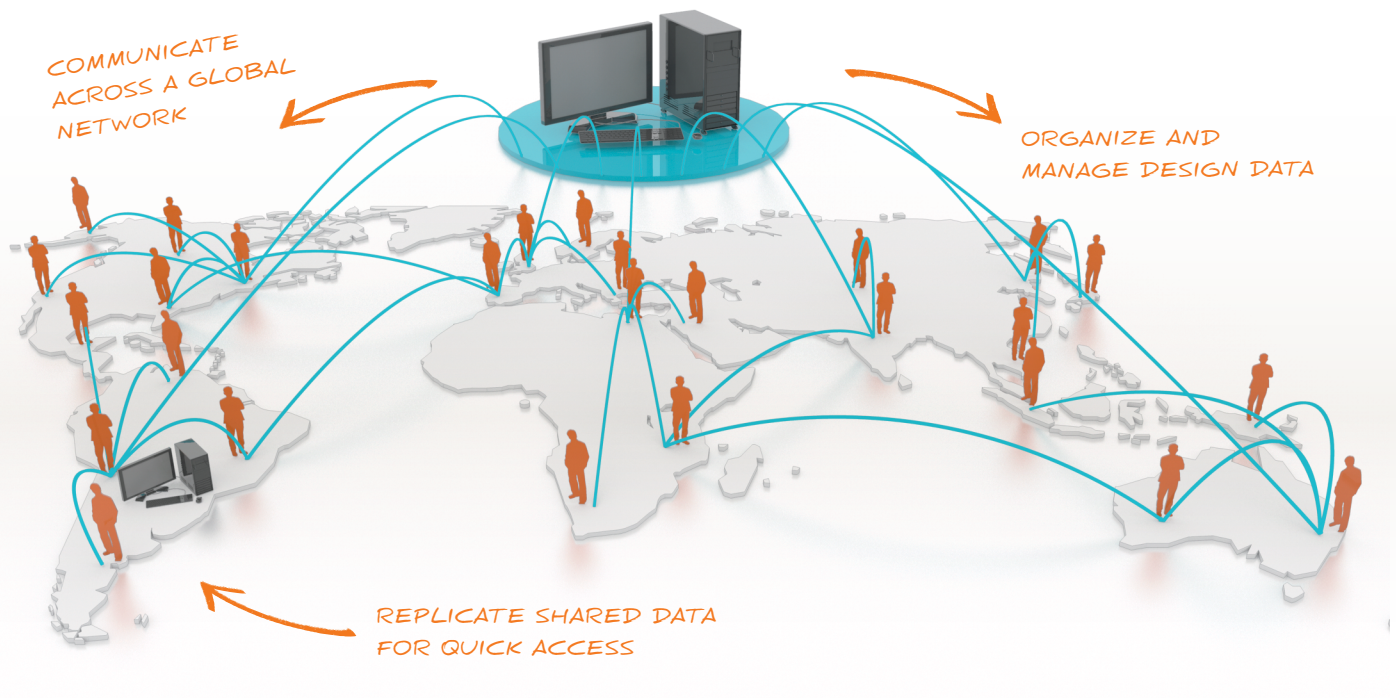 COMMUNICATE
ACROSS A GLOBAL
NETWORK
ORGANIZE AND
MANAGE DESIGN DATA
REPLICATE SHARED DATA
FOR QUICK ACCESS